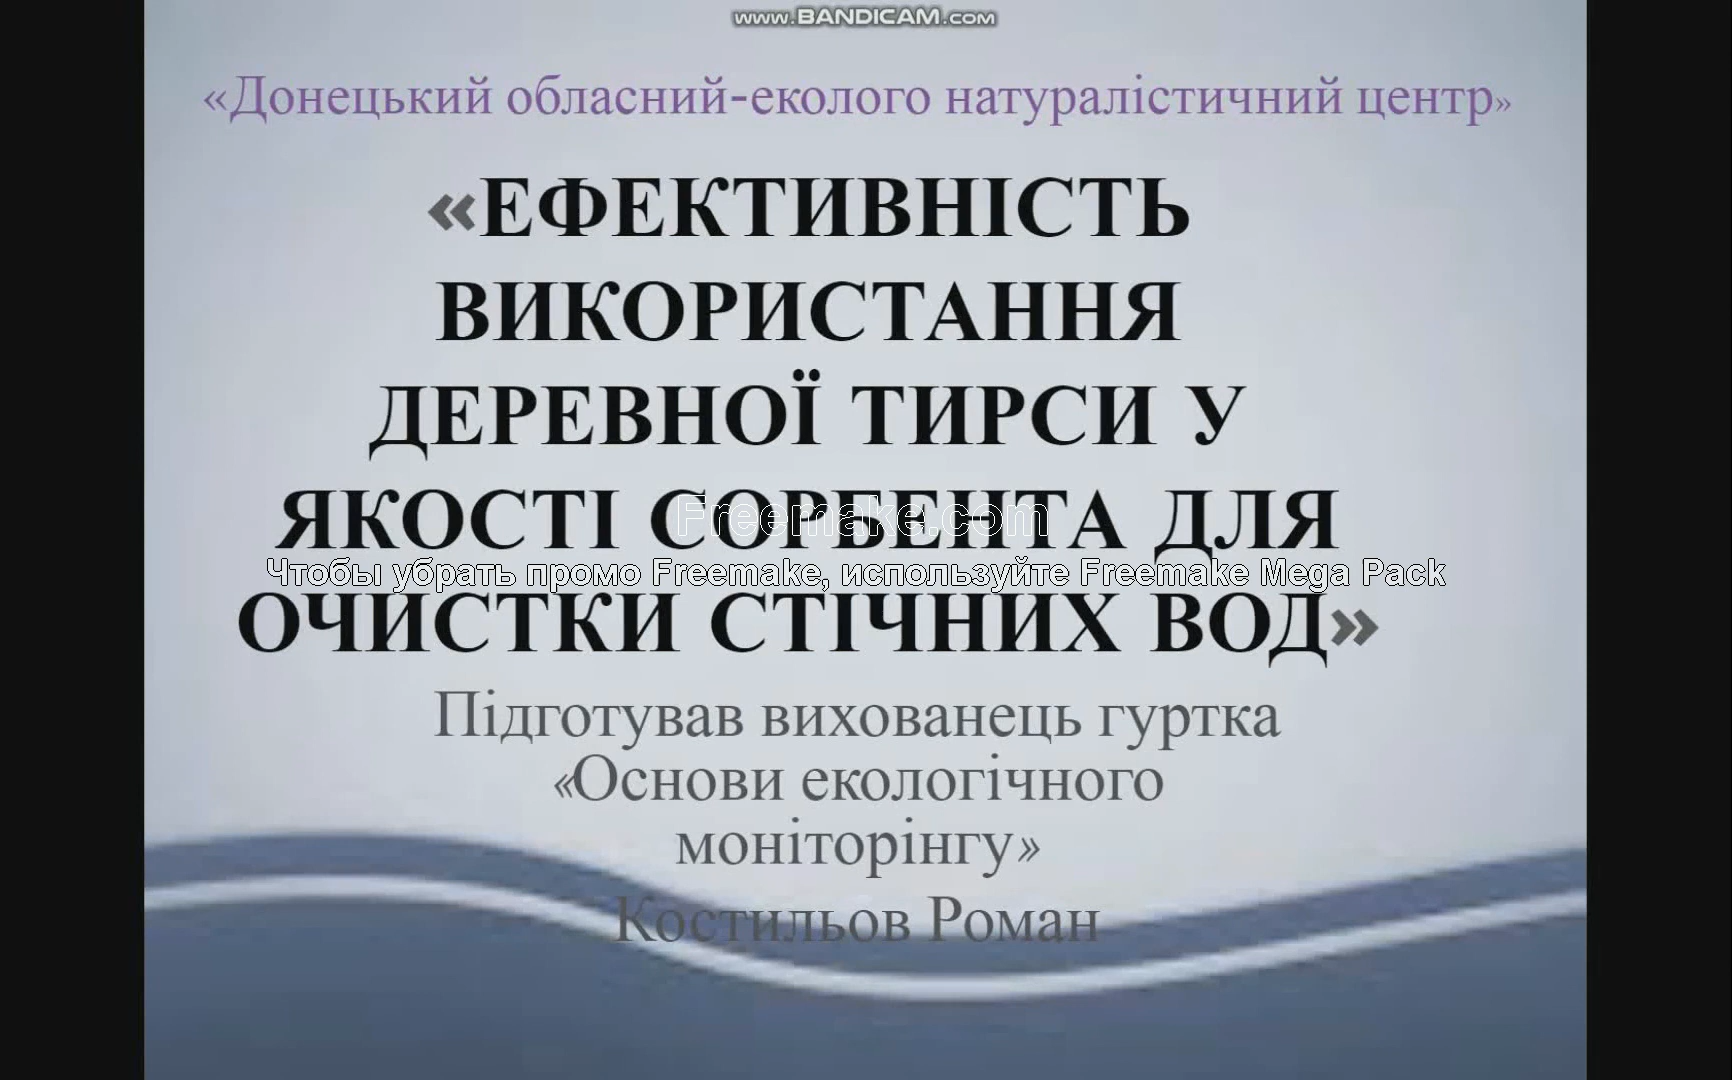 www.BANDICAM.com
«Донецький обласний-еколого натуралістичний центр»
«ЕФЕКТИВНІСТЬ
ВИКОРИСТАННЯ
ДЕРЕВНОЇ ТИРСИ У
ЯКОСТІ СОРБЕНТА ДЛЯ
Freemake.com
Чтобы убрать промо Freemake, используйте Freemake Mega Pack
ОЧИСТКИ СТІЧНИХ ВОД»
Підготував вихованець гуртка
«Основи екологічного
моніторінгу»
Костильов Роман